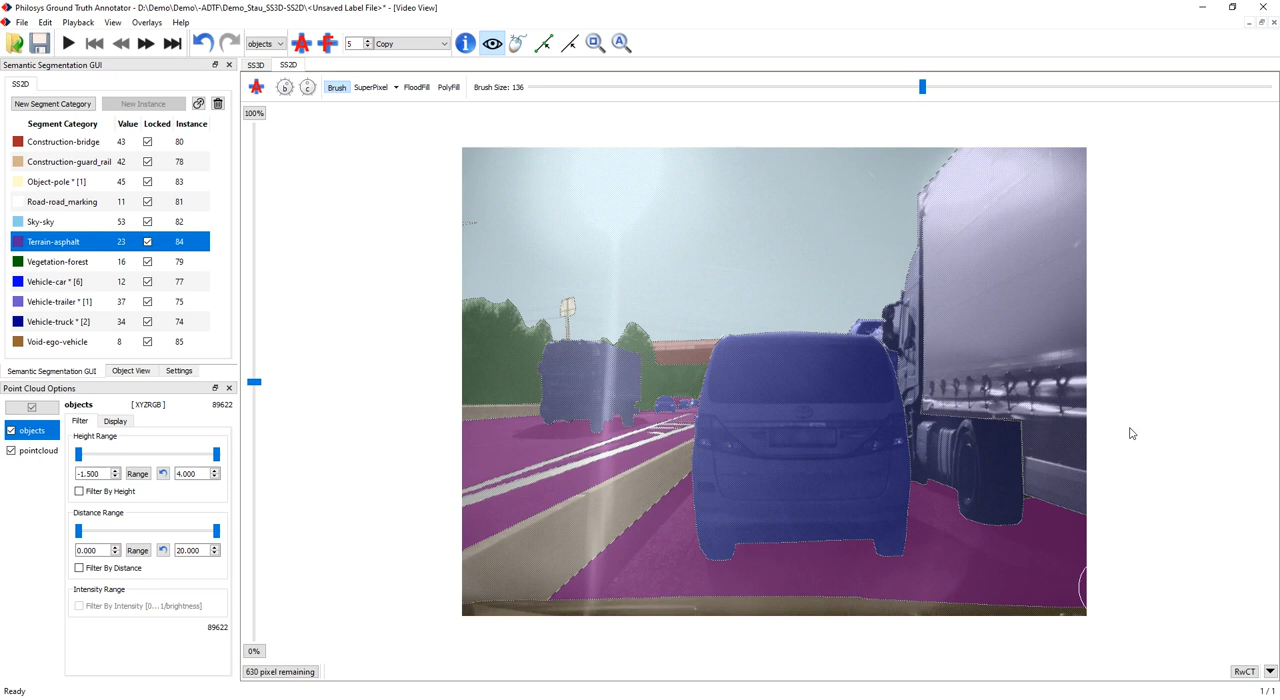 Philosys Ground Truth Annotator - D:\Demo\Demo\-ADTF\Demo_Stau_SS3D-SS2D\<Unsaved Label File>* - [Video View]
File Edit Playback View Overlays Help
objects 5 Copy
Semantic Segmentation GUI
SS3D SS2D
SS2D
b c Brush SuperPixel FloodFill PolyFill Brush Size: 136
New Segment Category New Instance
100%
Segment Category Value Locked Instance
Construction-bridge 43 80
Construction-guard_rail 42 78
Object-pole * [1] 45 83
Road-road_marking 11 81
Sky-sky 53 82
Terrain-asphalt 23 84
Vegetation-forest 16 79
Vehicle-car * [6] 12 77
Vehicle-trailer * [1] 37 75
Vehicle-truck * [2] 34 74
Void-ego-vehicle 8 85
Semantic Segmentation GUI Object View Settings
Point Cloud Options
objects [ XYZRGB ] 89622
Filter Display
objects
pointcloud
Height Range
-1.500 Range 4.000
Filter By Height
Distance Range
0.000 Range 20.000
Filter By Distance
Intensity Range
Filter By Intensity [0...1/brightness]
89622
0%
630 pixel remaining RwCT
Ready 1 / 1